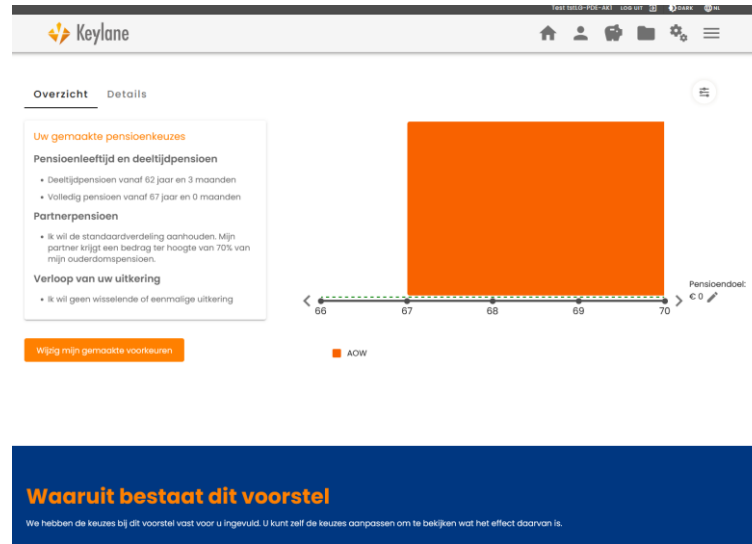 LOG UIT
DARK
NL
Keylane
Overzicht
Details
Uw gemaakte pensioenkeuzes
Pensioenleeftijd en deeltijdpensioen
• Deeltijdpensioen vanaf 62 jaar en 3 maanden
• Volledig pensioen vanaf 67 jaar en 0 maanden
Partnerpensioen
• Ik wil de standaardverdeling aanhouden. Mijn
partner krijgt een bedrag ter hoogte van 70% van
mijn ouderdomspensioen.
Verloop van uw uitkering
• Ik wil geen wisselende of eenmalige uitkering
Wijzig mijn gemaakte voorkeuren
66 67 68 69 70
Pensioendoel:
€ 0
AOW
Waaruit bestaat dit voorstel
We hebben de keuzes bij dit voorstel vast voor u ingevuld. U kunt zelf de keuzes aanpassen om te bekijken wat het effect daarvan is.